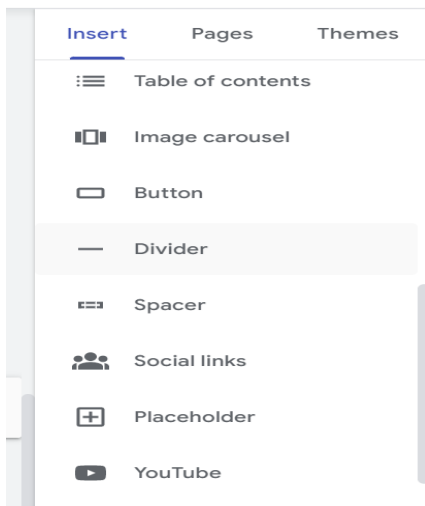 Insert Pages Themes
Table of contents
Image carousel
Button
Divider
Spacer
Social links
Placeholder
YouTube